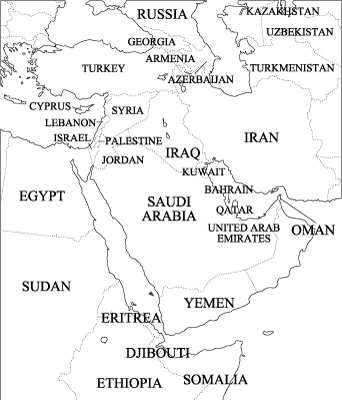 KAZAKHSTAN
RUSSIA
UZBEKISTAN
GEORGIA
ARMENIA
TURKEY
TURKMENISTAN
AZERBAIJAN
CYPRUS
SYRIA
LEBANON
ISRAEL
PALESTINE
IRAN
IRAQ
JORDAN
KUWAIT
EGYPT
BAHRAIN
SAUDI
ARABIA
QATAR
UNITED ARAB
EMIRATES
OMAN
SUDAN
YEMEN
ERITREA
DJIBOUTI
ETHIOPIA
SOMALIA